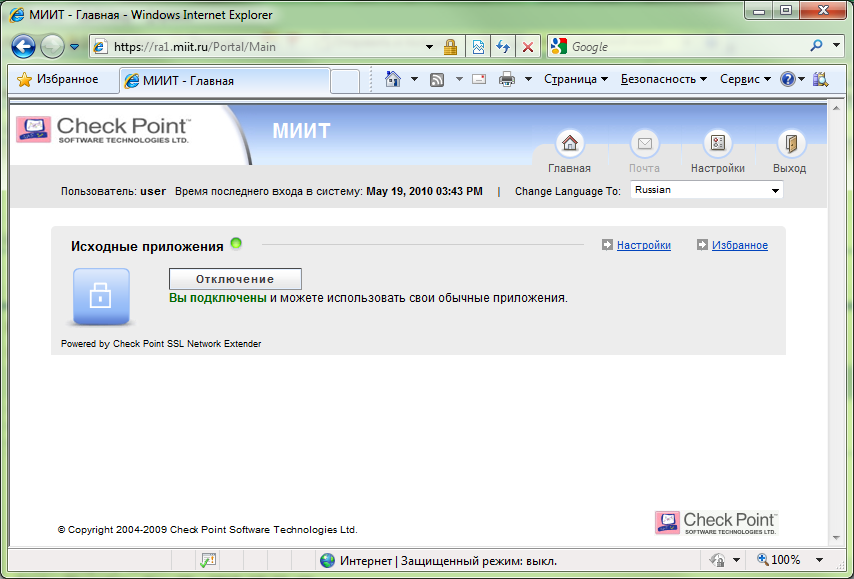 МИИТ - Главная - Windows Internet Explorer
https://ra1.miit.ru/Portal/Main
Google
Избранное
МИИТ - Главная
Страница
Безопасность
Сервис
Check Point™
SOFTWARE TECHNOLOGIES LTD.
МИИТ
Главная
Почта
Настройки
Выход
Пользователь: user Время последнего входа в систему: May 19, 2010 03:43 PM | Change Language To: Russian
Исходные приложения
Настройки
Избранное
Отключение
Вы подключены и можете использовать свои обычные приложения.
Powered by Check Point SSL Network Extender
© Copyright 2004-2009 Check Point Software Technologies Ltd.
Check Point™
SOFTWARE TECHNOLOGIES LTD.
Интернет | Защищенный режим: выкл.
100%